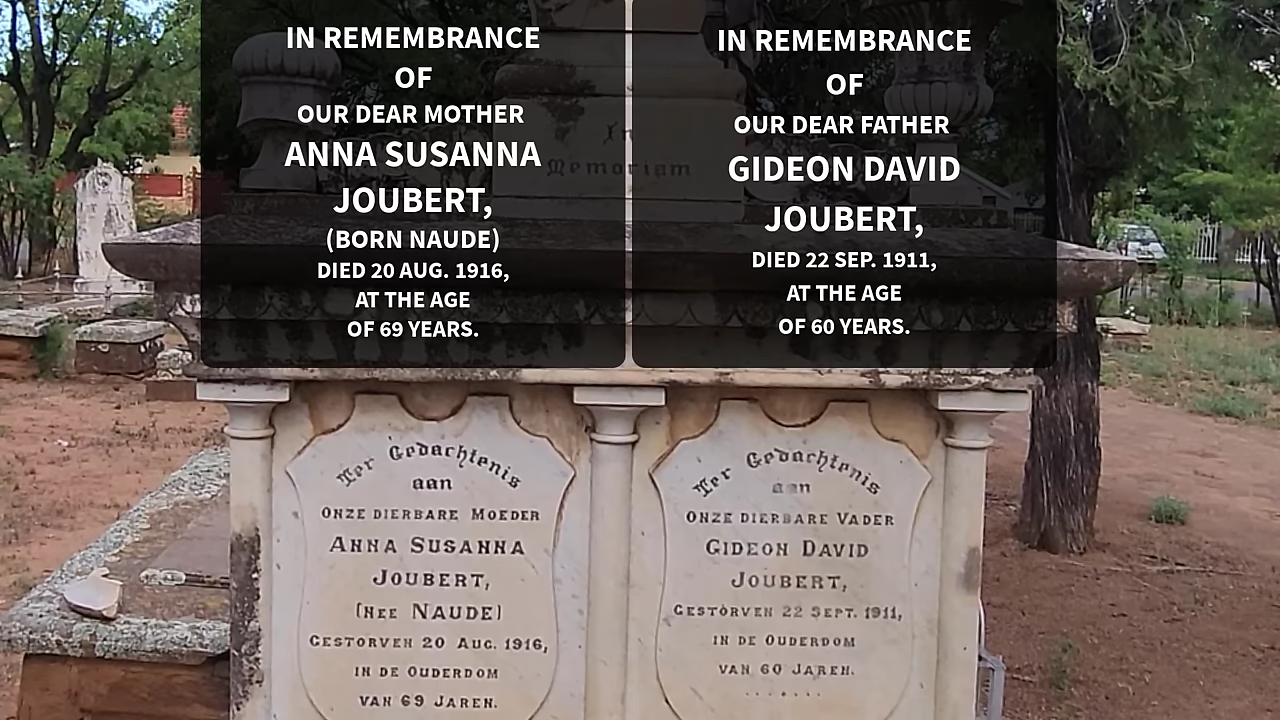 IN REMEMBRANCE
OF
OUR DEAR MOTHER
ANNA SUSANNA
JOUBERT,
(BORN NAUDE)
DIED 20 AUG. 1916,
AT THE AGE
OF 69 YEARS.
IN REMEMBRANCE
OF
OUR DEAR FATHER
GIDEON DAVID
JOUBERT,
DIED 22 SEP. 1911,
AT THE AGE
OF 60 YEARS.
In
Memoriam
Ter Gedachtenis
aan
ONZE DIERBARE MOEDER
ANNA SUSANNA
JOUBERT,
(NEE NAUDE)
GESTORVEN 20 AUG. 1916,
IN DE OUDERDOM
VAN 69 JAREN.
Ter Gedachtenis
aan
ONZE DIERBARE VADER
GIDEON DAVID
JOUBERT,
GESTORVEN 22 SEPT. 1911,
IN DE OUDERDOM
VAN 60 JAREN.